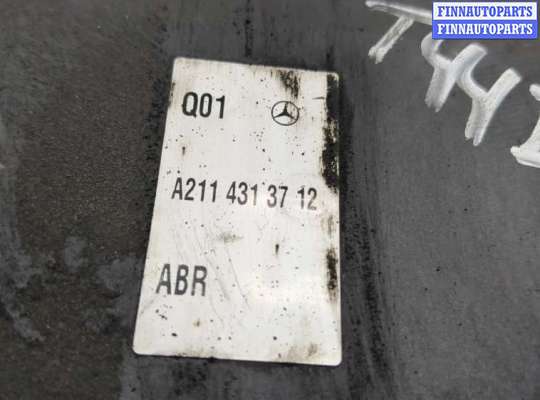 FINNAUTOPARTS
FINNAUTOPARTS
Q01
A211 431 37 12
ABR